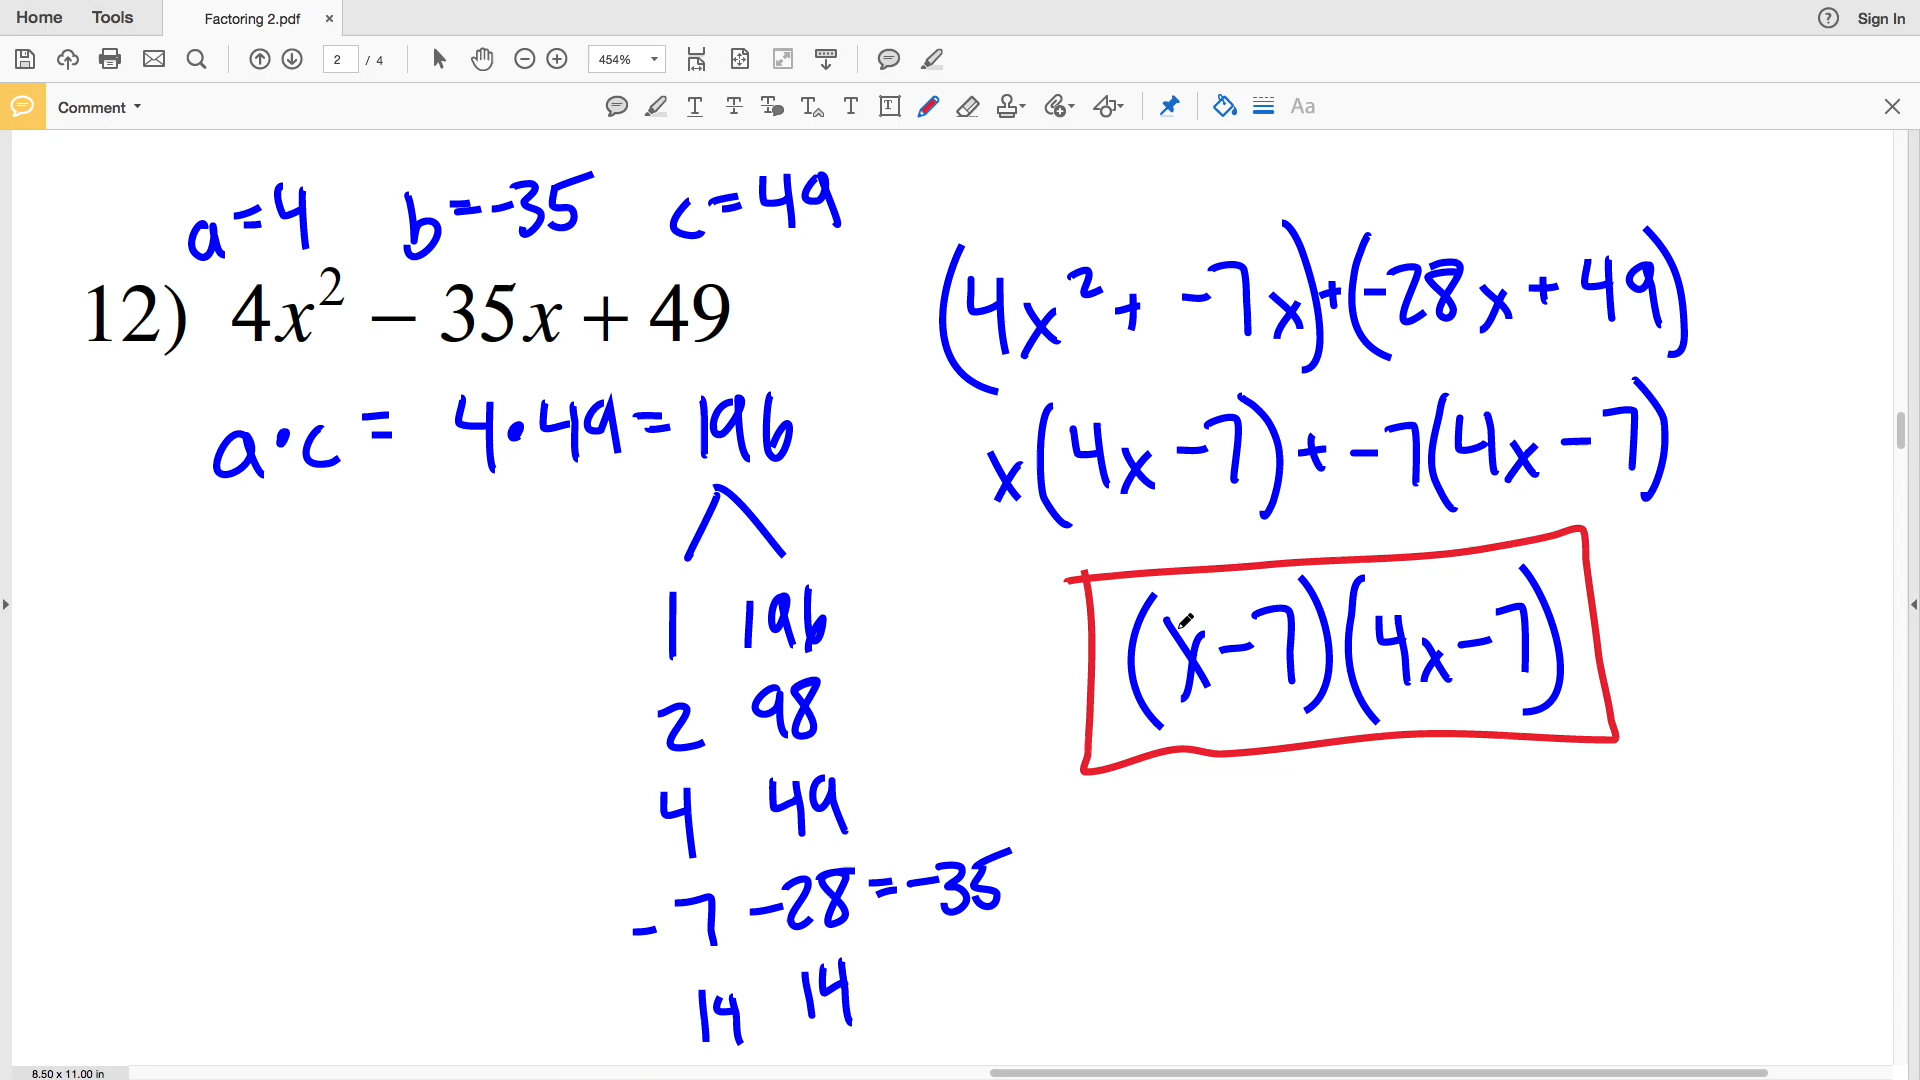 Home Tools Factoring 2.pdf × ? Sign In
2 / 4 454%
Comment Aa
a=4 b=-35 c=49
12) 4x² − 35x + 49
a·c = 4·49=196
1 196
2 98
4 49
-7 -28=-35
14 14
(4x²+ -7x)+(-28x+49)
x(4x-7)+-7(4x-7)
(x-7)(4x-7)
8.50 x 11.00 in